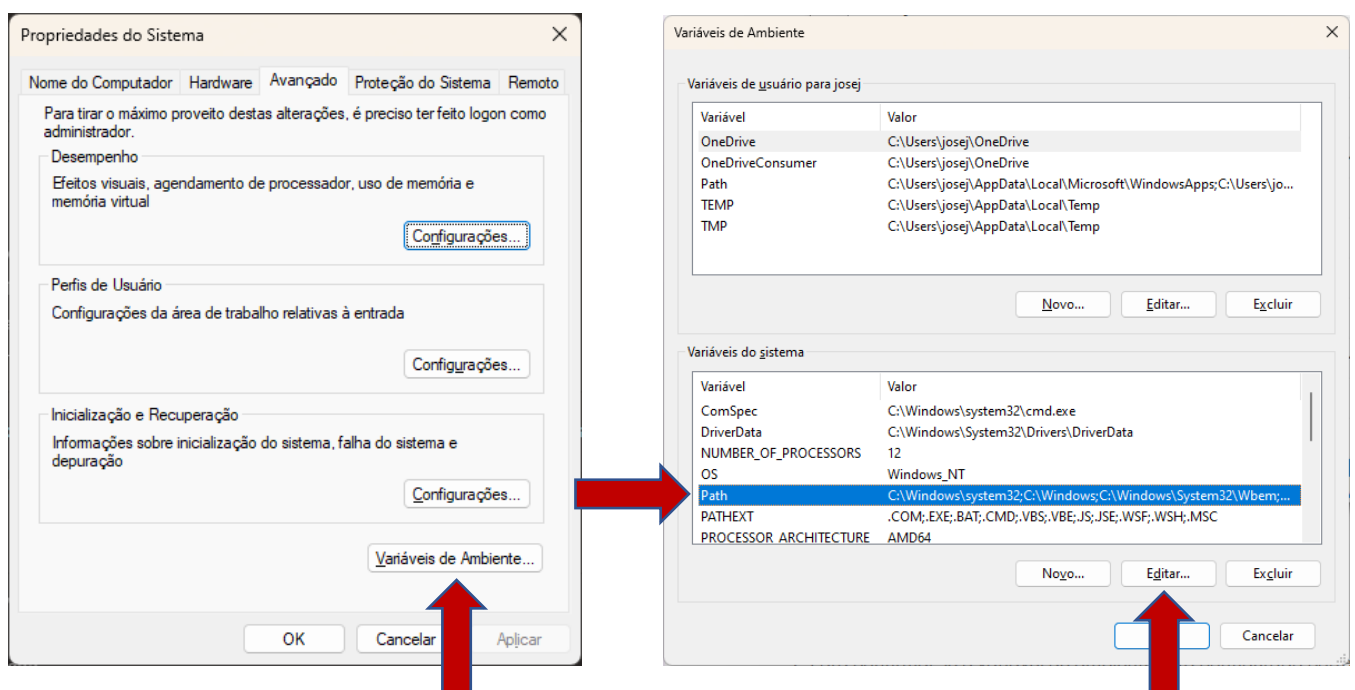 Propriedades do Sistema
Nome do Computador Hardware Avançado Proteção do Sistema Remoto
Para tirar o máximo proveito destas alterações, é preciso ter feito logon como
administrador.
Desempenho
Efeitos visuais, agendamento de processador, uso de memória e
memória virtual
Configurações...
Perfis de Usuário
Configurações da área de trabalho relativas à entrada
Configurações...
Inicialização e Recuperação
Informações sobre inicialização do sistema, falha do sistema e
depuração
Configurações...
Variáveis de Ambiente...
OK Cancelar Aplicar
Variáveis de Ambiente
Variáveis de usuário para josej
Variável Valor
OneDrive C:\Users\josej\OneDrive
OneDriveConsumer C:\Users\josej\OneDrive
Path C:\Users\josej\AppData\Local\Microsoft\WindowsApps;C:\Users\jo...
TEMP C:\Users\josej\AppData\Local\Temp
TMP C:\Users\josej\AppData\Local\Temp
Novo... Editar... Excluir
Variáveis do sistema
Variável Valor
ComSpec C:\Windows\system32\cmd.exe
DriverData C:\Windows\System32\Drivers\DriverData
NUMBER_OF_PROCESSORS 12
OS Windows_NT
Path C:\Windows\system32;C:\Windows;C:\Windows\System32\Wbem;...
PATHEXT .COM;.EXE;.BAT;.CMD;.VBS;.VBE;.JS;.JSE;.WSF;.WSH;.MSC
PROCESSOR_ARCHITECTURE AMD64
Novo... Editar... Excluir
Cancelar